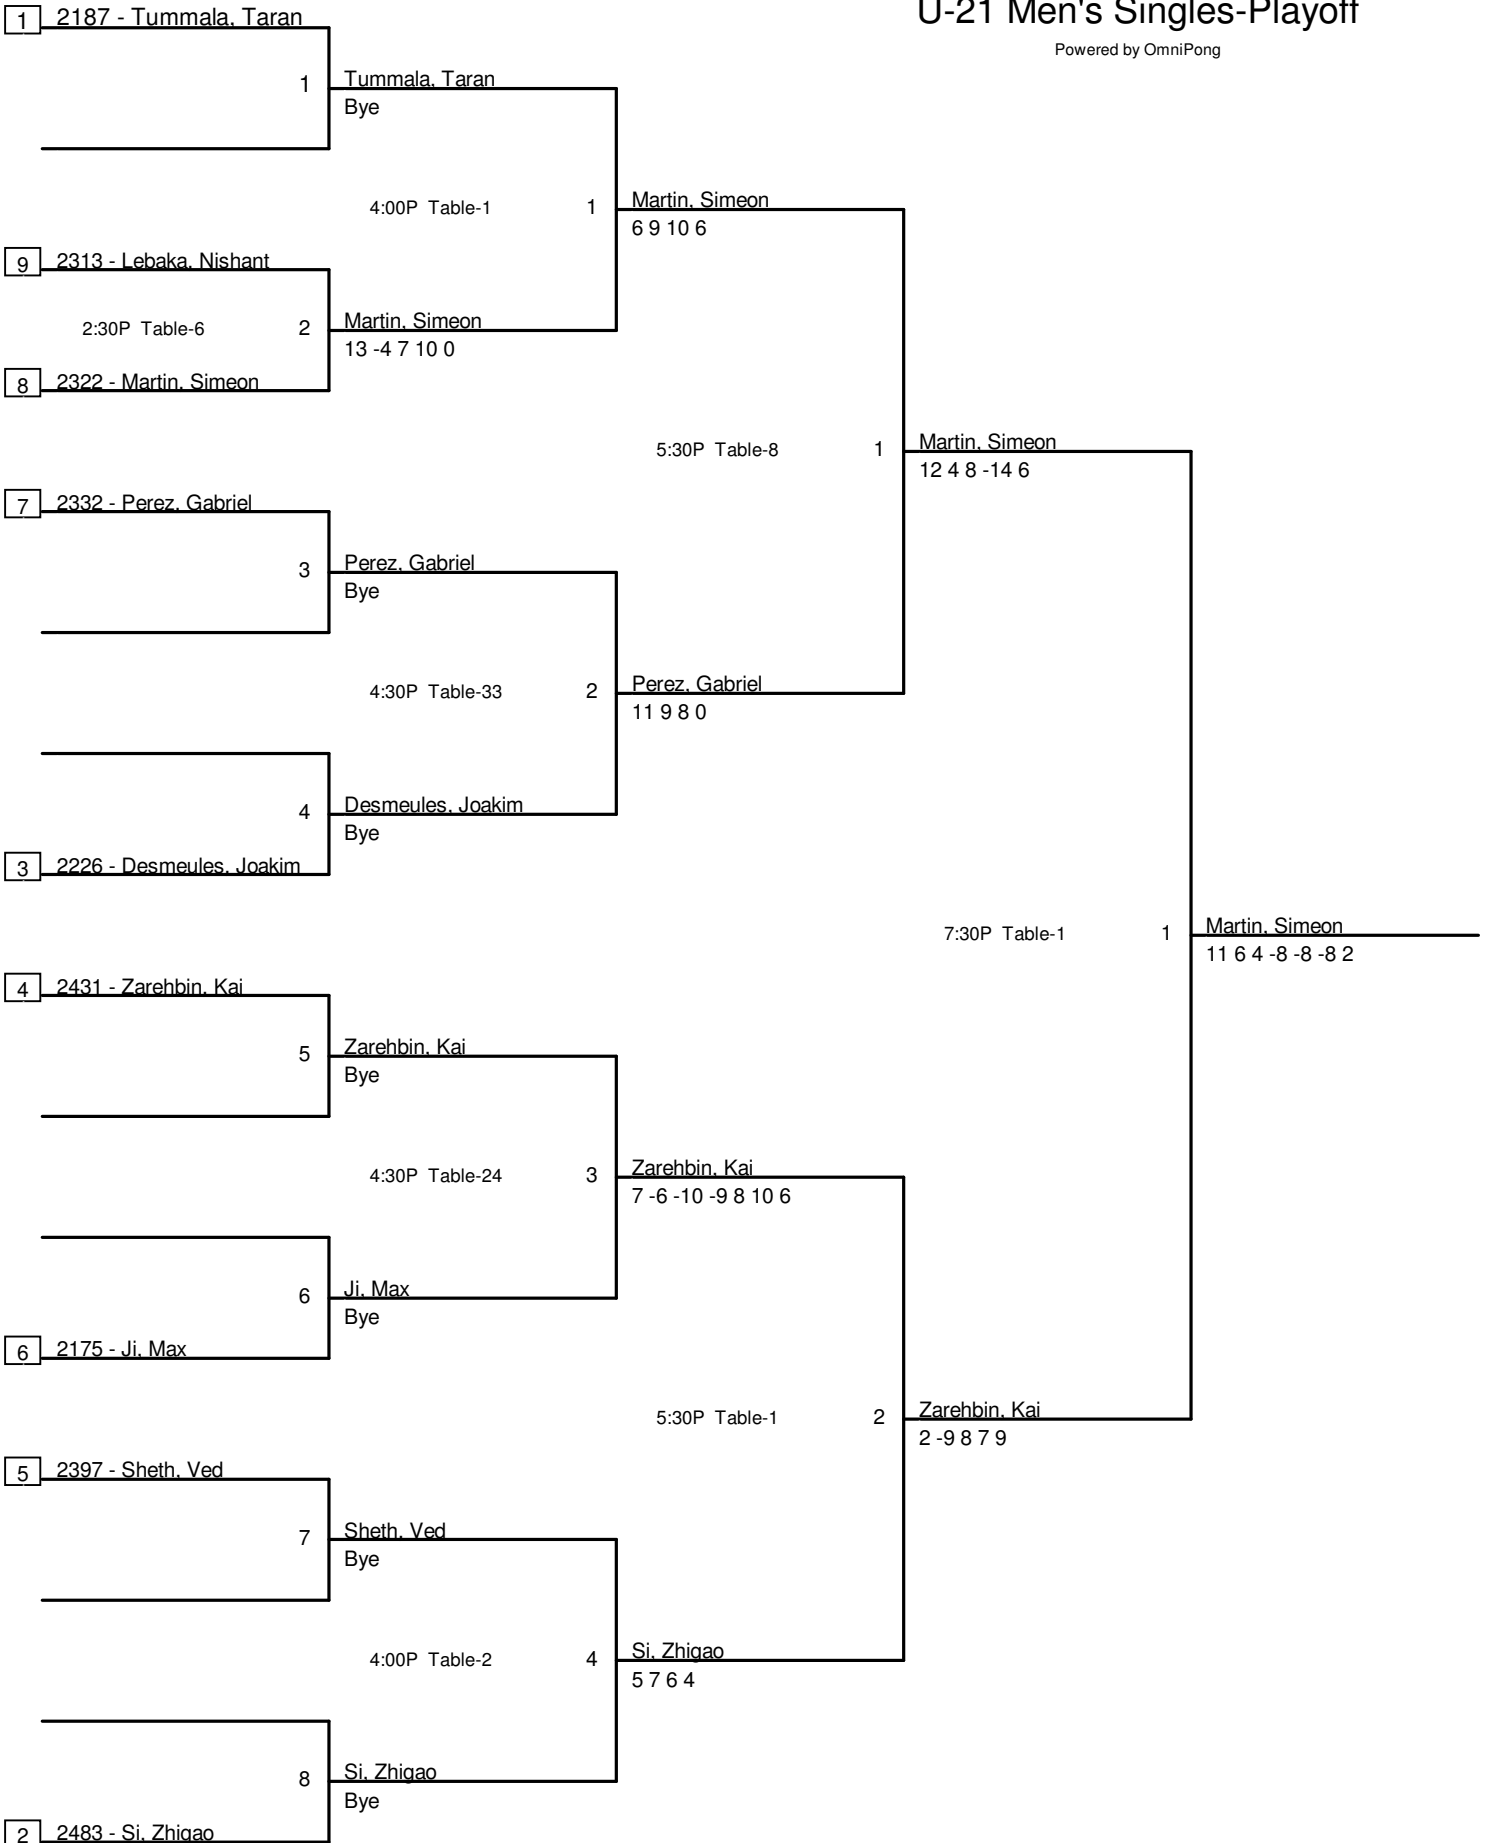 U-21 Men's Singles-Playoff
Powered by OmniPong
1 2187 - Tummala, Taran
1 Tummala, Taran
Bye
4:00P Table-1 1 Martin, Simeon
6 9 10 6
9 2313 - Lebaka, Nishant
2:30P Table-6 2 Martin, Simeon
13 -4 7 10 0
8 2322 - Martin, Simeon
5:30P Table-8 1 Martin, Simeon
12 4 8 -14 6
7 2332 - Perez, Gabriel
3 Perez, Gabriel
Bye
4:30P Table-33 2 Perez, Gabriel
11 9 8 0
4 Desmeules, Joakim
Bye
3 2226 - Desmeules, Joakim
7:30P Table-1 1 Martin, Simeon
11 6 4 -8 -8 -8 2
4 2431 - Zarehbin, Kai
5 Zarehbin, Kai
Bye
4:30P Table-24 3 Zarehbin, Kai
7 -6 -10 -9 8 10 6
6 Ji, Max
Bye
6 2175 - Ji, Max
5:30P Table-1 2 Zarehbin, Kai
2 -9 8 7 9
5 2397 - Sheth, Ved
7 Sheth, Ved
Bye
4:00P Table-2 4 Si, Zhigao
5 7 6 4
8 Si, Zhigao
Bye
2 2483 - Si, Zhigao